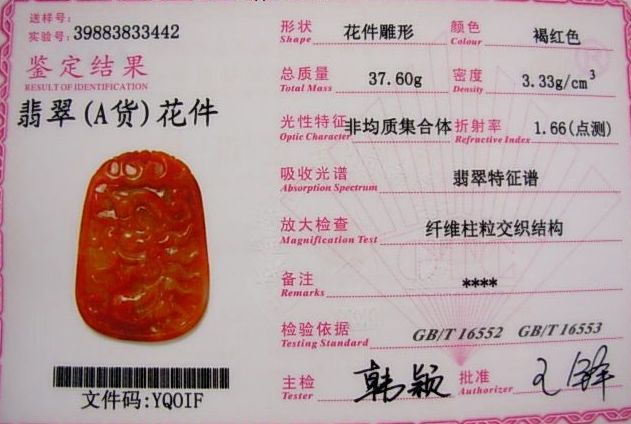 送样号:
实验号: 39883833442
鉴定结果
RESULT OF IDENTIFICATION
翡翠(A货)花件
文件码:YQ0IF
形状 花件雕形 颜色 褐红色
Shape Colour
总质量 37.60g 密度 3.33g/cm³
Total Mass Density
光性特征 非均质集合体 折射率 1.66(点测)
Optic Character Refractive Index
吸收光谱 翡翠特征谱
Absorption Spectrum
放大检查 纤维柱粒交织结构
Magnification Test
备注 ****
Remarks
检验依据 GB/T 16552 GB/T 16553
Testing Standard
主检 韩颖 批准
Tester Authorizer